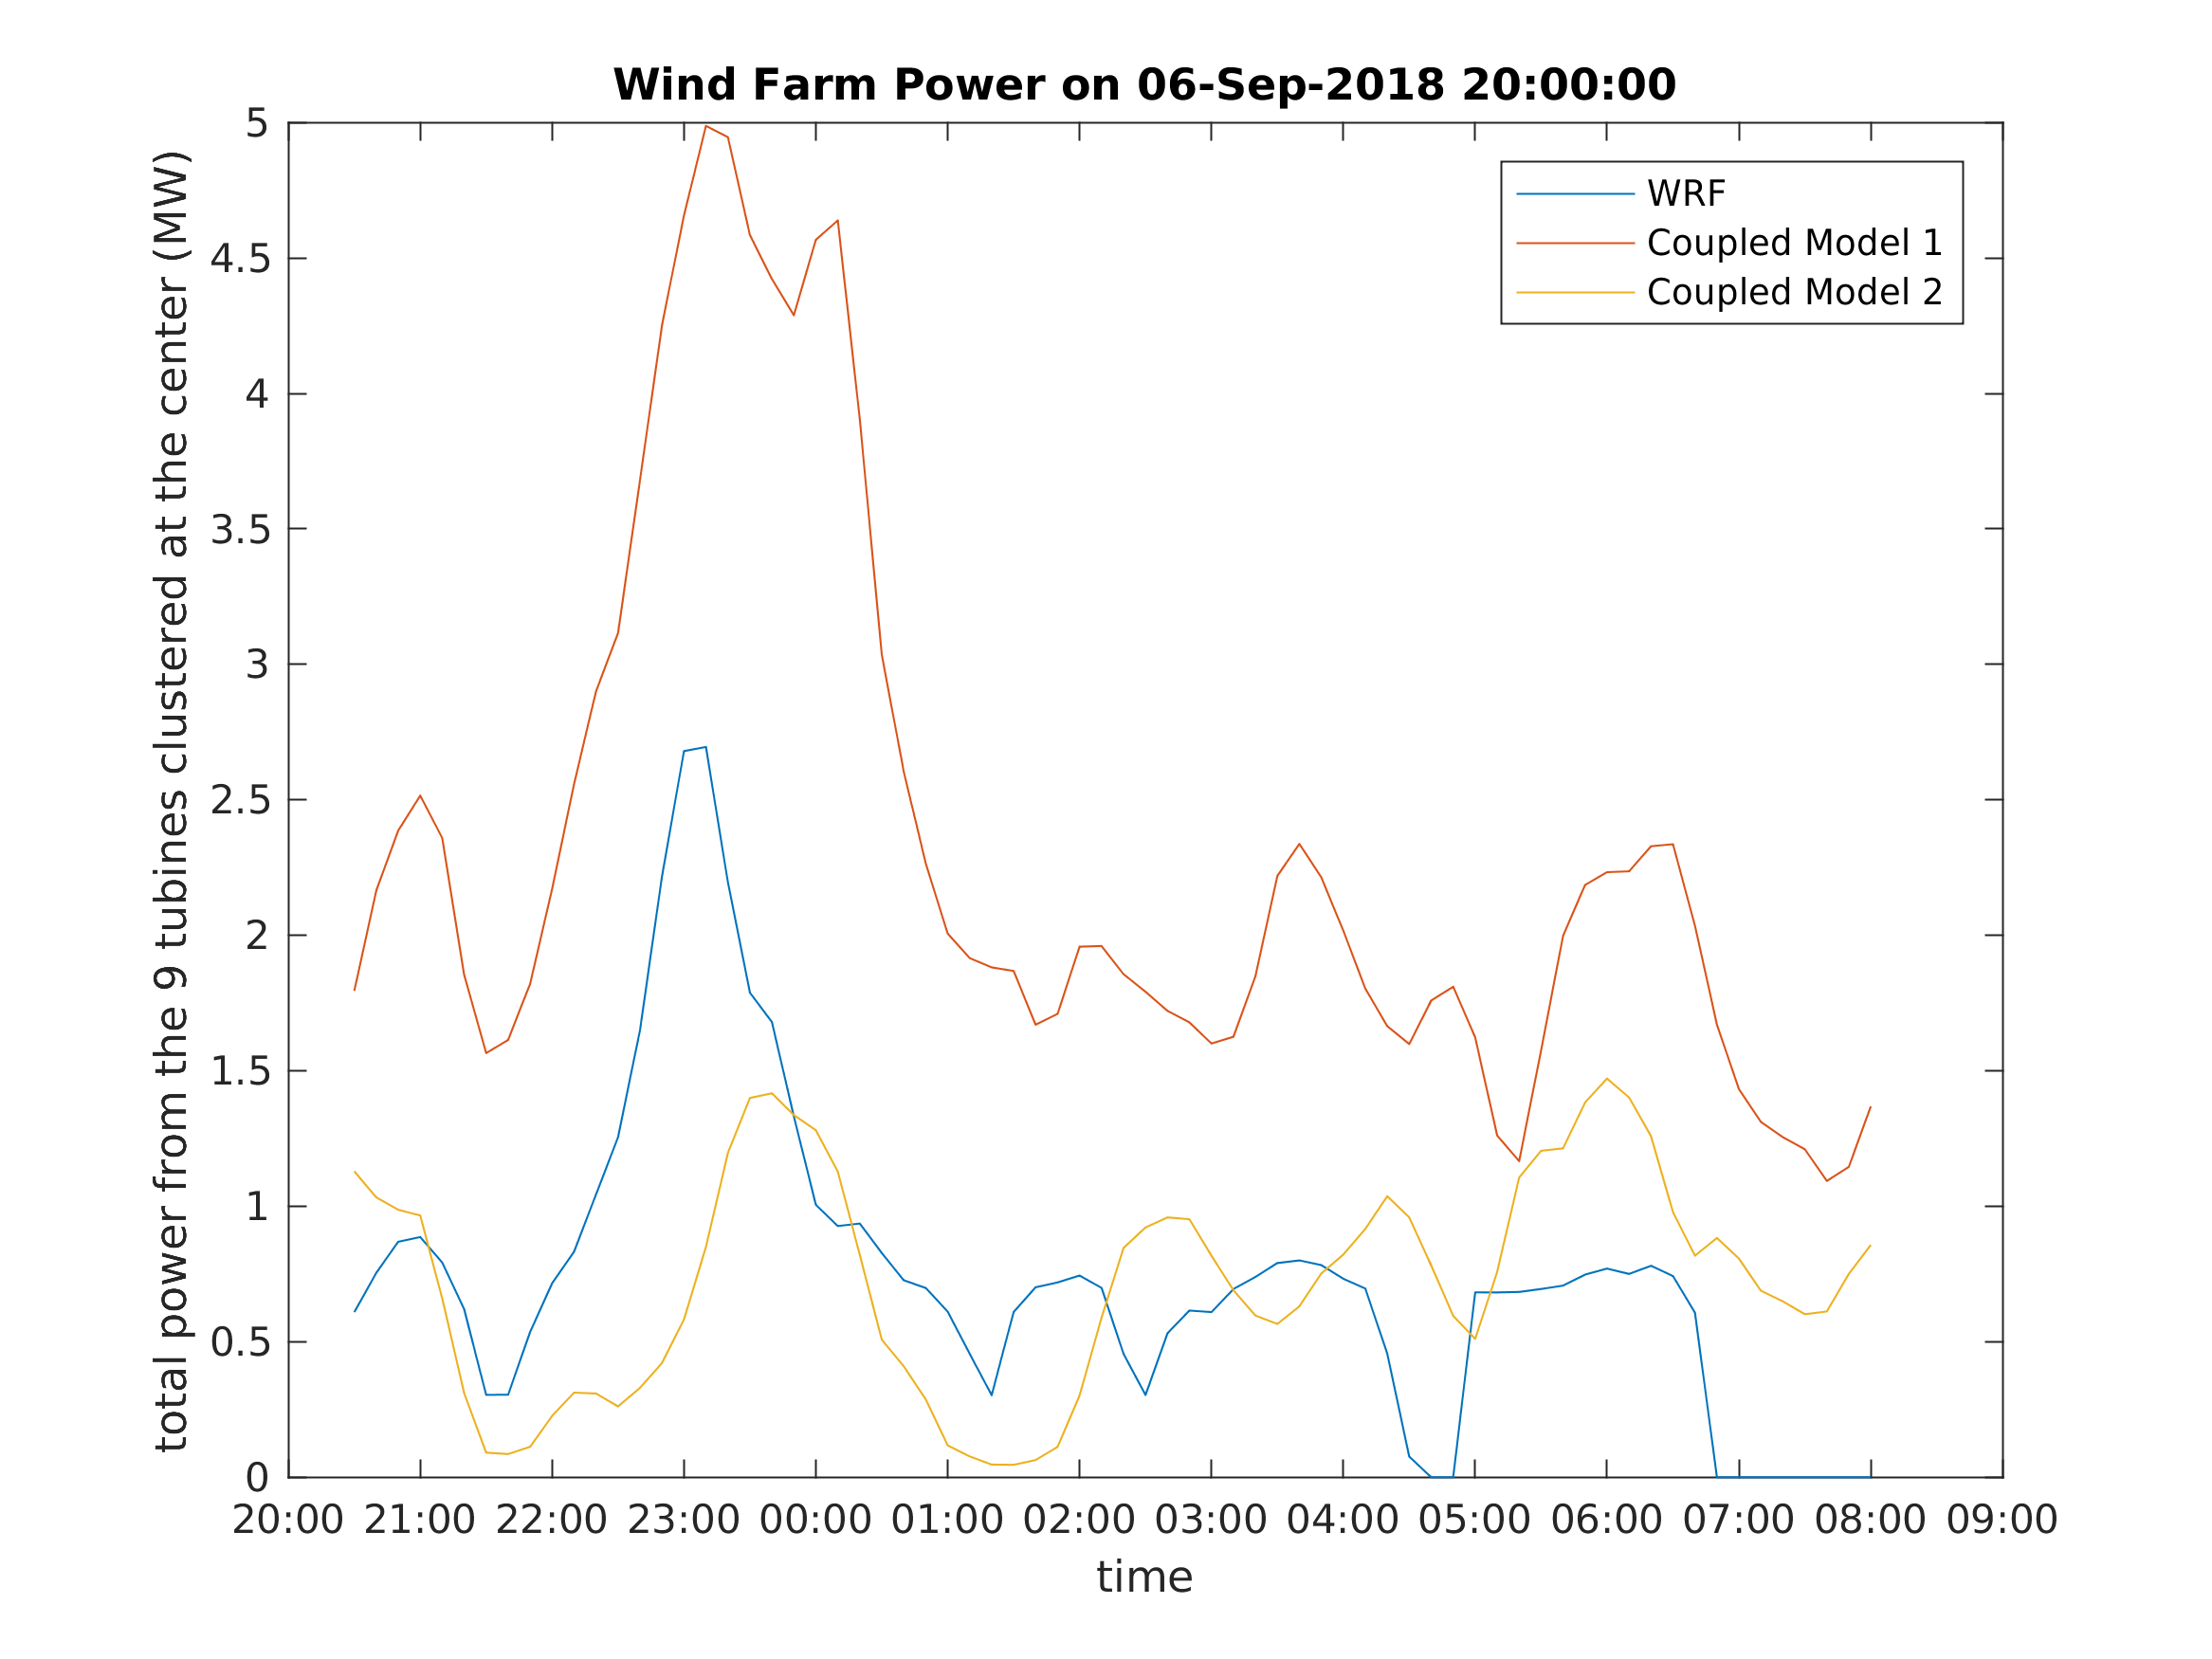 Wind Farm Power on 06-Sep-2018 20:00:00
total power from the 9 tubines clustered at the center (MW)
5
4.5
4
3.5
3
2.5
2
1.5
1
0.5
0
WRF
Coupled Model 1
Coupled Model 2
20:00 21:00 22:00 23:00 00:00 01:00 02:00 03:00 04:00 05:00 06:00 07:00 08:00 09:00
time